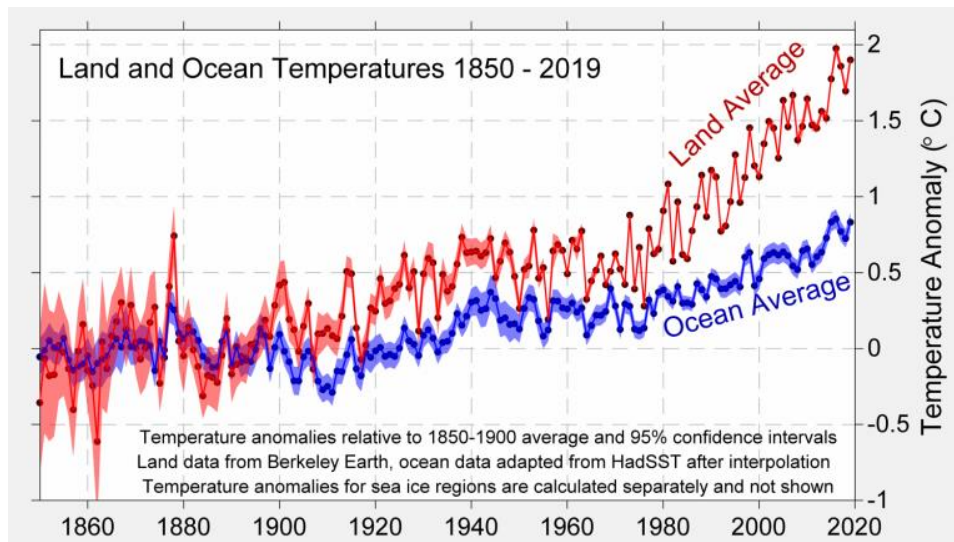 Land and Ocean Temperatures 1850 - 2019
Land Average
Ocean Average
2
1.5
1
0.5
0
-0.5
-1
Temperature Anomaly (° C)
Temperature anomalies relative to 1850-1900 average and 95% confidence intervals
Land data from Berkeley Earth, ocean data adapted from HadSST after interpolation
Temperature anomalies for sea ice regions are calculated separately and not shown
1860 1880 1900 1920 1940 1960 1980 2000 2020